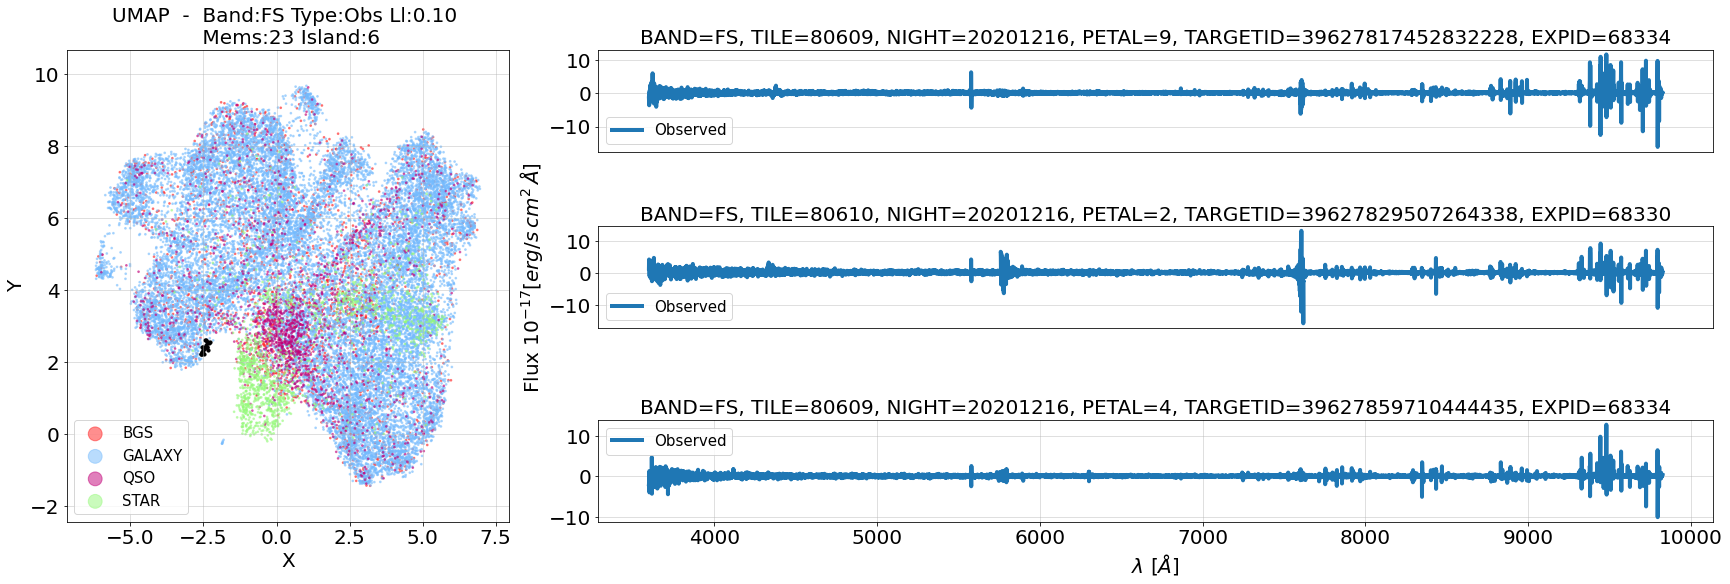 UMAP - Band:FS Type:Obs Ll:0.10
Mems:23 Island:6
10
8
6
4
2
0
−2
Y
BGS
GALAXY
QSO
STAR
−5.0 −2.5 0.0 2.5 5.0 7.5
X
Flux 10⁻¹⁷[erg/s cm² Å]
BAND=FS, TILE=80609, NIGHT=20201216, PETAL=9, TARGETID=39627817452832228, EXPID=68334
10
0
−10
Observed
BAND=FS, TILE=80610, NIGHT=20201216, PETAL=2, TARGETID=39627829507264338, EXPID=68330
10
0
−10
Observed
BAND=FS, TILE=80609, NIGHT=20201216, PETAL=4, TARGETID=39627859710444435, EXPID=68334
10
0
−10
Observed
4000 5000 6000 7000 8000 9000 10000
λ [Å]